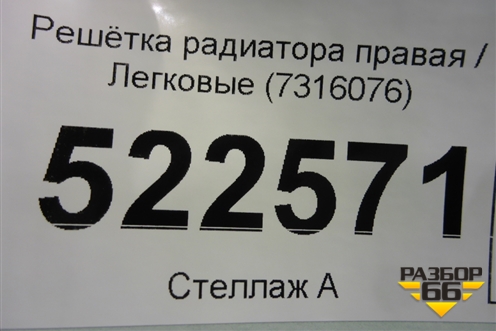 Решётка радиатора правая /
Легковые (7316076)
522571
Стеллаж А
РАЗБОР
66